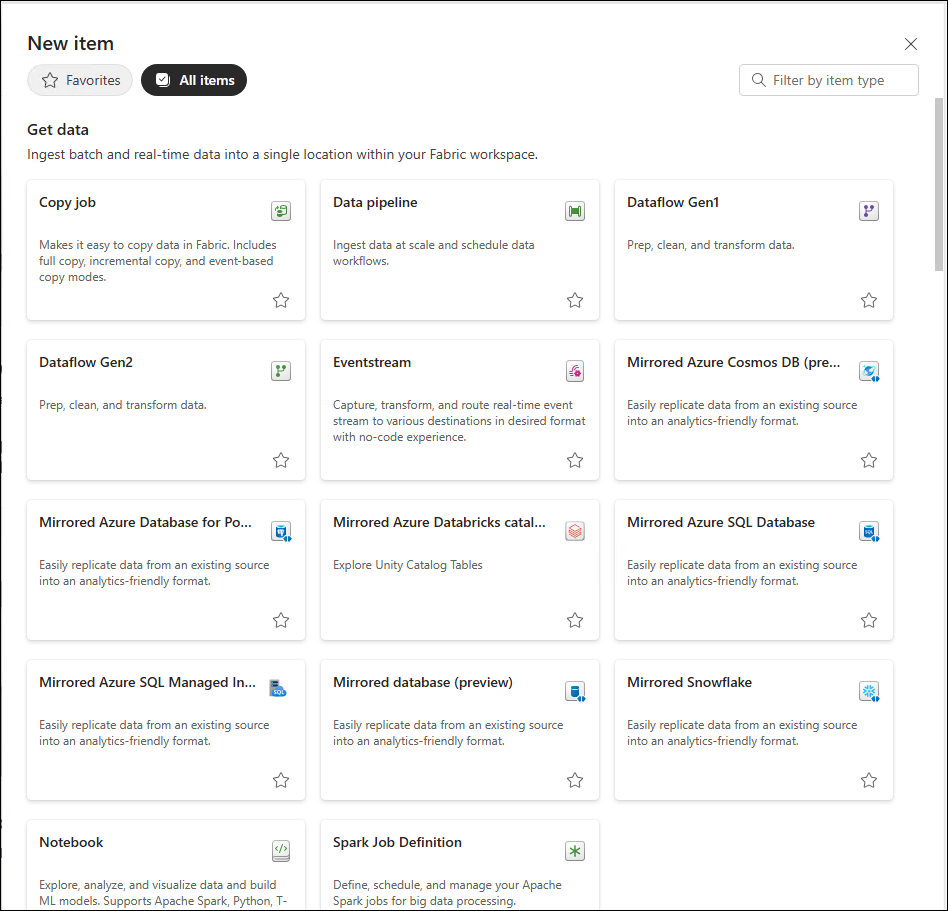 New item
Favorites
All items
Filter by item type
Get data
Ingest batch and real-time data into a single location within your Fabric workspace.
Copy job
Makes it easy to copy data in Fabric. Includes
full copy, incremental copy, and event-based
copy modes.
Data pipeline
Ingest data at scale and schedule data
workflows.
Dataflow Gen1
Prep, clean, and transform data.
Dataflow Gen2
Prep, clean, and transform data.
Eventstream
Capture, transform, and route real-time event
stream to various destinations in desired format
with no-code experience.
Mirrored Azure Cosmos DB (pre...
Easily replicate data from an existing source
into an analytics-friendly format.
Mirrored Azure Database for Po...
Easily replicate data from an existing source
into an analytics-friendly format.
Mirrored Azure Databricks catal...
Explore Unity Catalog Tables
Mirrored Azure SQL Database
SQL
Easily replicate data from an existing source
into an analytics-friendly format.
Mirrored Azure SQL Managed In...
SQL
Easily replicate data from an existing source
into an analytics-friendly format.
Mirrored database (preview)
Easily replicate data from an existing source
into an analytics-friendly format.
Mirrored Snowflake
Easily replicate data from an existing source
into an analytics-friendly format.
Notebook
Explore, analyze, and visualize data and build
ML models. Supports Apache Spark, Python, T-
Spark Job Definition
Define, schedule, and manage your Apache
Spark jobs for big data processing.